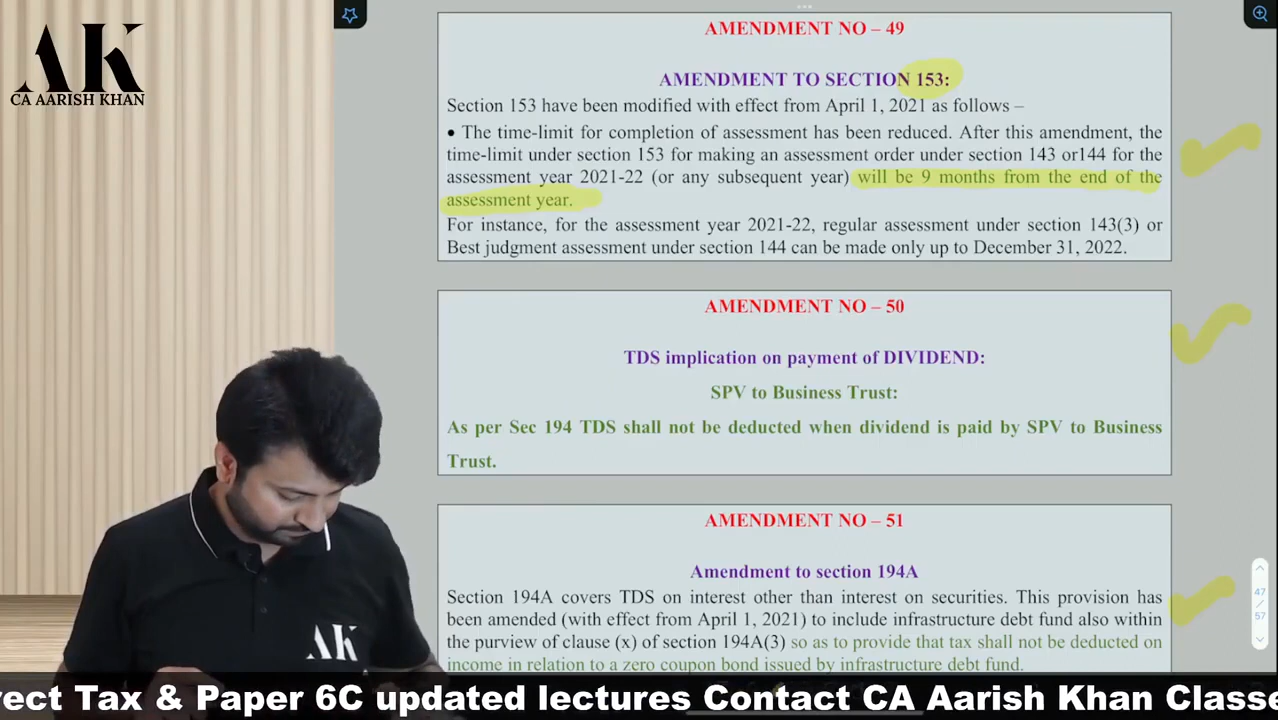 AK
CA AARISH KHAN
AMENDMENT NO – 49
AMENDMENT TO SECTION 153:
Section 153 have been modified with effect from April 1, 2021 as follows –
• The time-limit for completion of assessment has been reduced. After this amendment, the
time-limit under section 153 for making an assessment order under section 143 or144 for the
assessment year 2021-22 (or any subsequent year) will be 9 months from the end of the
assessment year.
For instance, for the assessment year 2021-22, regular assessment under section 143(3) or
Best judgment assessment under section 144 can be made only up to December 31, 2022.
AMENDMENT NO – 50
TDS implication on payment of DIVIDEND:
SPV to Business Trust:
As per Sec 194 TDS shall not be deducted when dividend is paid by SPV to Business
Trust.
AMENDMENT NO – 51
Amendment to section 194A
Section 194A covers TDS on interest other than interest on securities. This provision has
been amended (with effect from April 1, 2021) to include infrastructure debt fund also within
the purview of clause (x) of section 194A(3) so as to provide that tax shall not be deducted on
income in relation to a zero coupon bond issued by infrastructure debt fund.
47
/
57
AK
rect Tax & Paper 6C updated lectures Contact CA Aarish Khan Classe